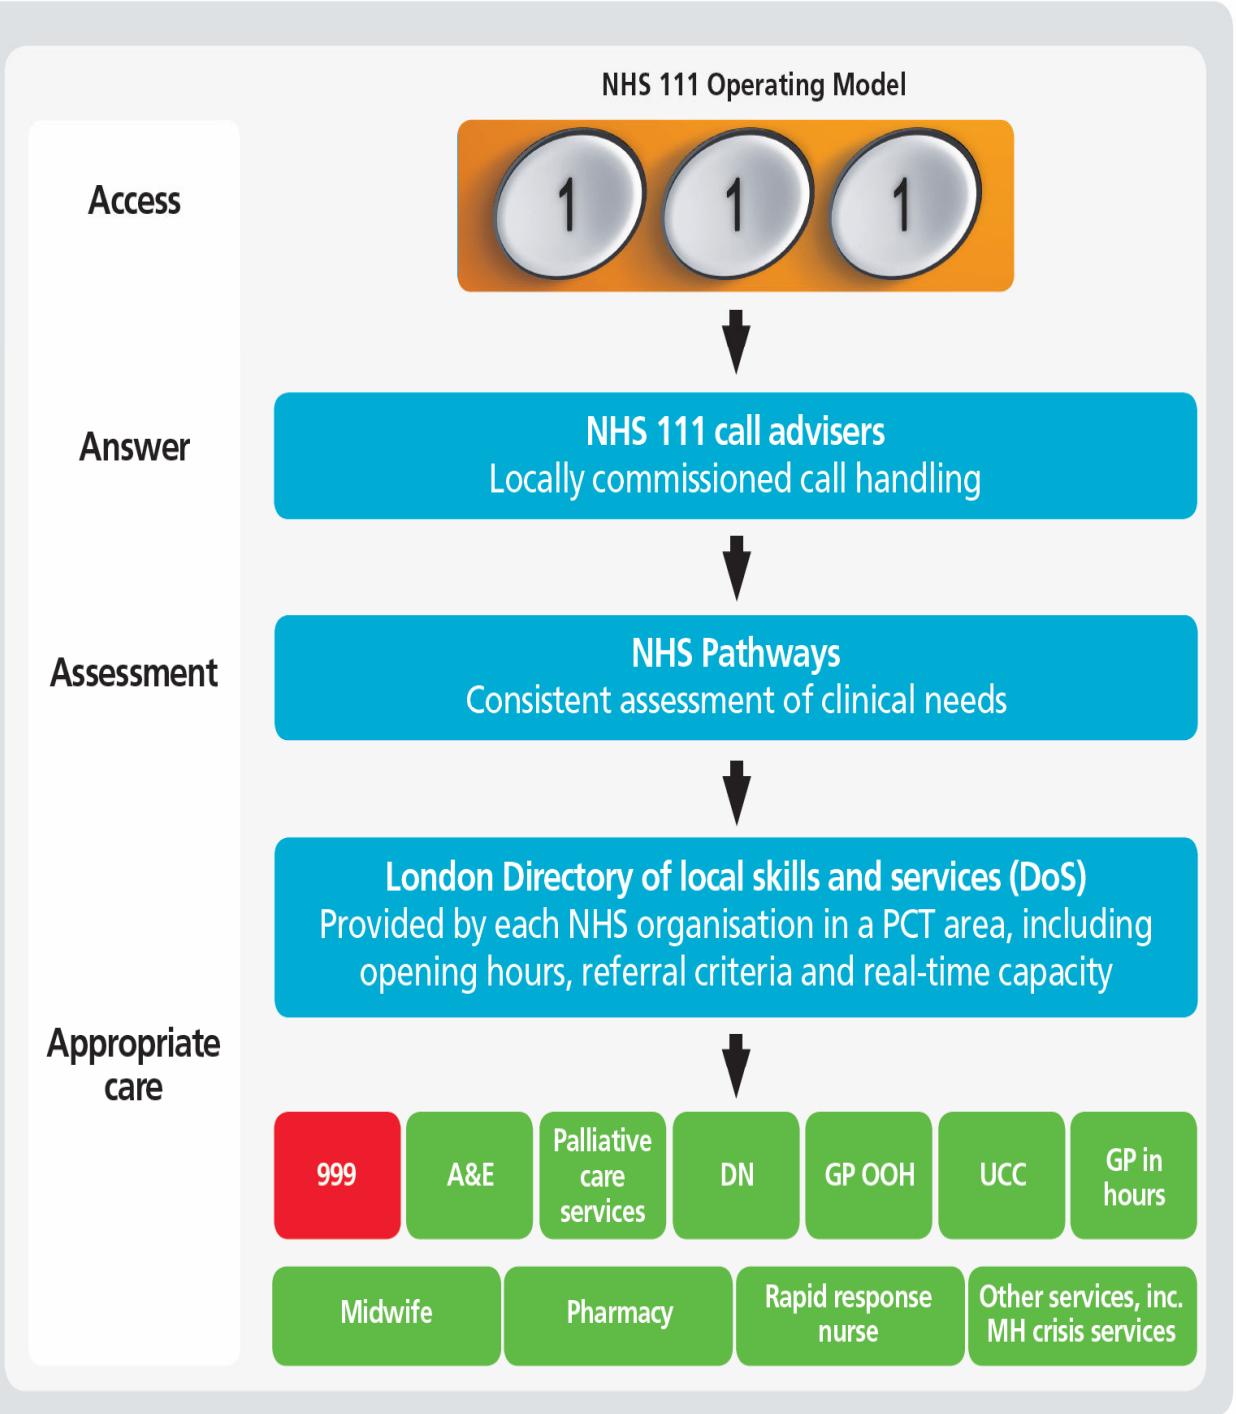 NHS 111 Operating Model
Access
1 1 1
Answer
NHS 111 call advisers
Locally commissioned call handling
Assessment
NHS Pathways
Consistent assessment of clinical needs
London Directory of local skills and services (DoS)
Provided by each NHS organisation in a PCT area, including
opening hours, referral criteria and real-time capacity
Appropriate
care
999
A&E
Palliative
care
services
DN
GP OOH
UCC
GP in
hours
Midwife
Pharmacy
Rapid response
nurse
Other services, inc.
MH crisis services